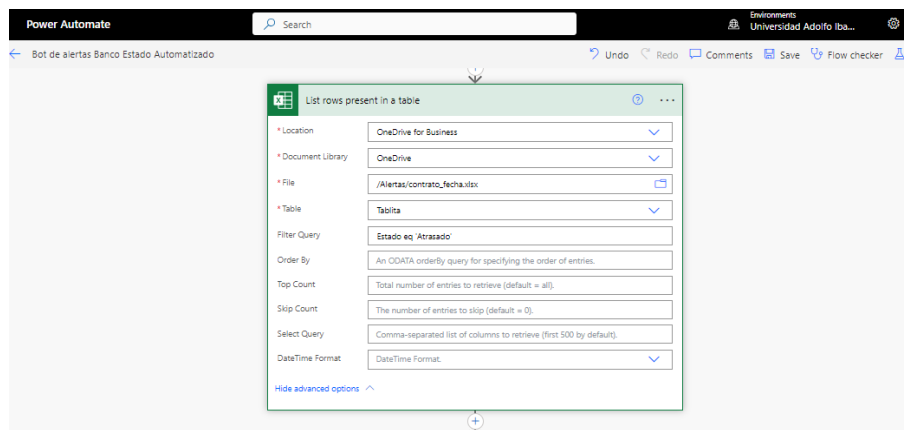 Power Automate
Search
Environments
Universidad Adolfo Iba...
Bot de alertas Banco Estado Automatizado
Undo Redo Comments Save Flow checker
List rows present in a table
* Location OneDrive for Business
* Document Library OneDrive
* File /Alertas/contrato_fecha.xlsx
* Table Tablita
Filter Query Estado eq 'Atrasado'
Order By An ODATA orderBy query for specifying the order of entries.
Top Count Total number of entries to retrieve (default = all).
Skip Count The number of entries to skip (default = 0).
Select Query Comma-separated list of columns to retrieve (first 500 by default).
DateTime Format DateTime Format.
Hide advanced options